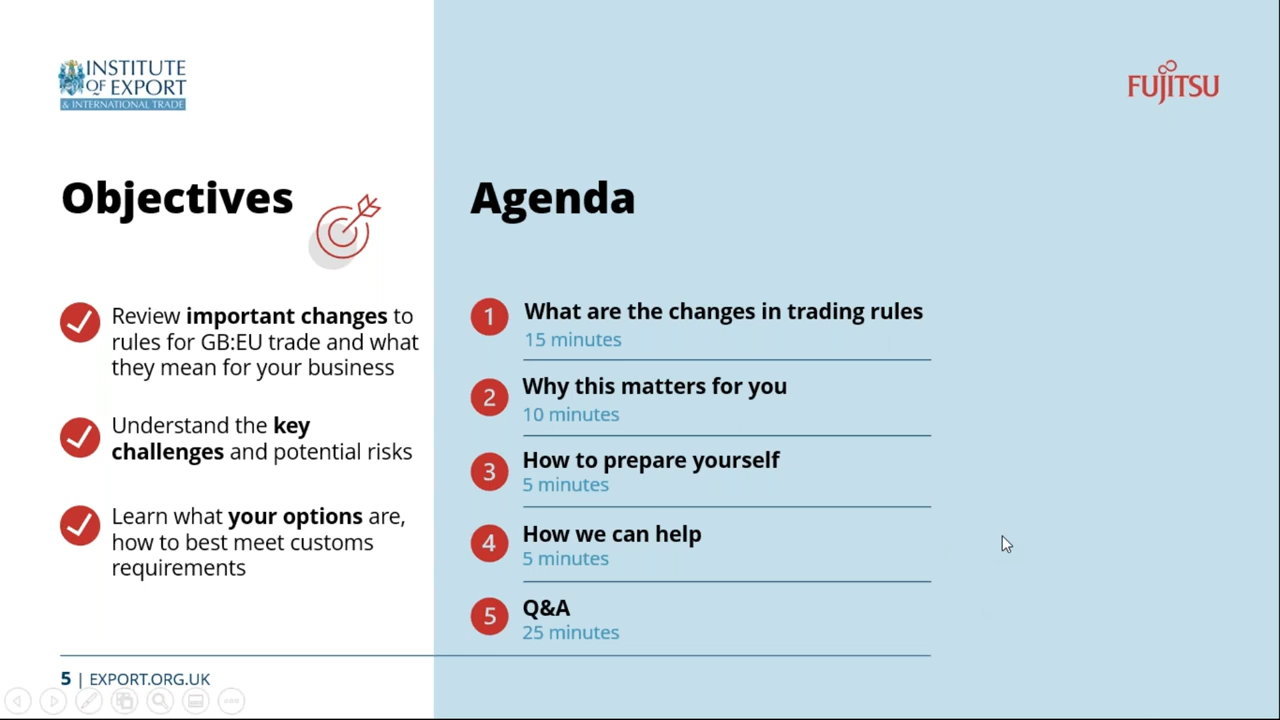 INSTITUTE
OF EXPORT
& INTERNATIONAL TRADE
FUJITSU
Objectives
Review important changes to
rules for GB:EU trade and what
they mean for your business
Understand the key
challenges and potential risks
Learn what your options are,
how to best meet customs
requirements
Agenda
1
What are the changes in trading rules
15 minutes
2
Why this matters for you
10 minutes
3
How to prepare yourself
5 minutes
4
How we can help
5 minutes
5
Q&A
25 minutes
5 | EXPORT.ORG.UK